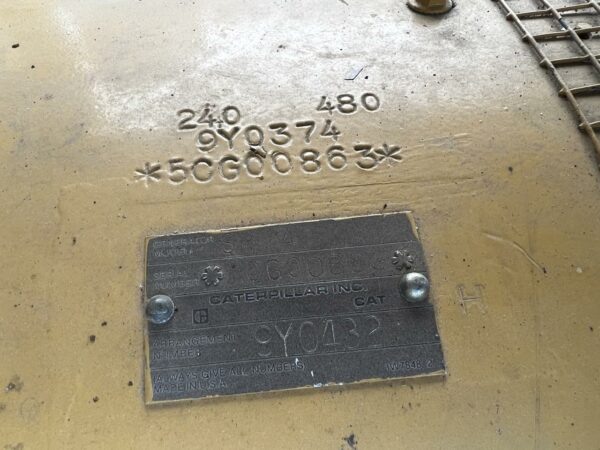 240 480
9Y0374
*5CG00863*
GENERATOR
MODEL
SERIAL
NUMBER
CATERPILLAR INC.
CAT
ARRANGEMENT
NUMBER 9Y0432
ALWAYS GIVE ALL NUMBERS
MADE IN U.S.A.
H